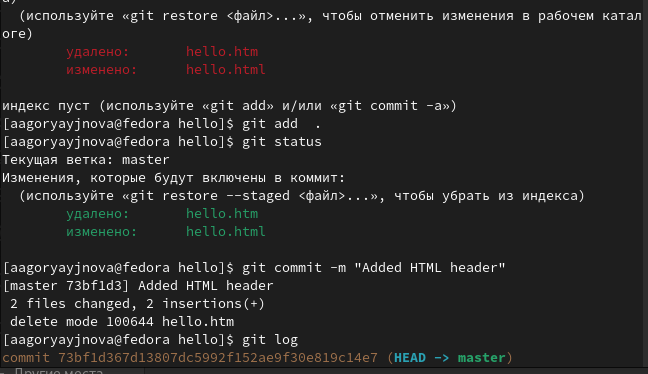 а)
  (используйте «git restore <файл>...», чтобы отменить изменения в рабочем катал
оге)
        удалено:       hello.htm
        изменено:      hello.html

индекс пуст (используйте «git add» и/или «git commit -a»)
[aagoryayjnova@fedora hello]$ git add  .
[aagoryayjnova@fedora hello]$ git status
Текущая ветка: master
Изменения, которые будут включены в коммит:
  (используйте «git restore --staged <файл>...», чтобы убрать из индекса)
        удалено:       hello.htm
        изменено:      hello.html

[aagoryayjnova@fedora hello]$ git commit -m "Added HTML header"
[master 73bf1d3] Added HTML header
 2 files changed, 2 insertions(+)
 delete mode 100644 hello.htm
[aagoryayjnova@fedora hello]$ git log
commit 73bf1d367d13807dc5992f152ae9f30e819c14e7 (HEAD -> master)
Другие места